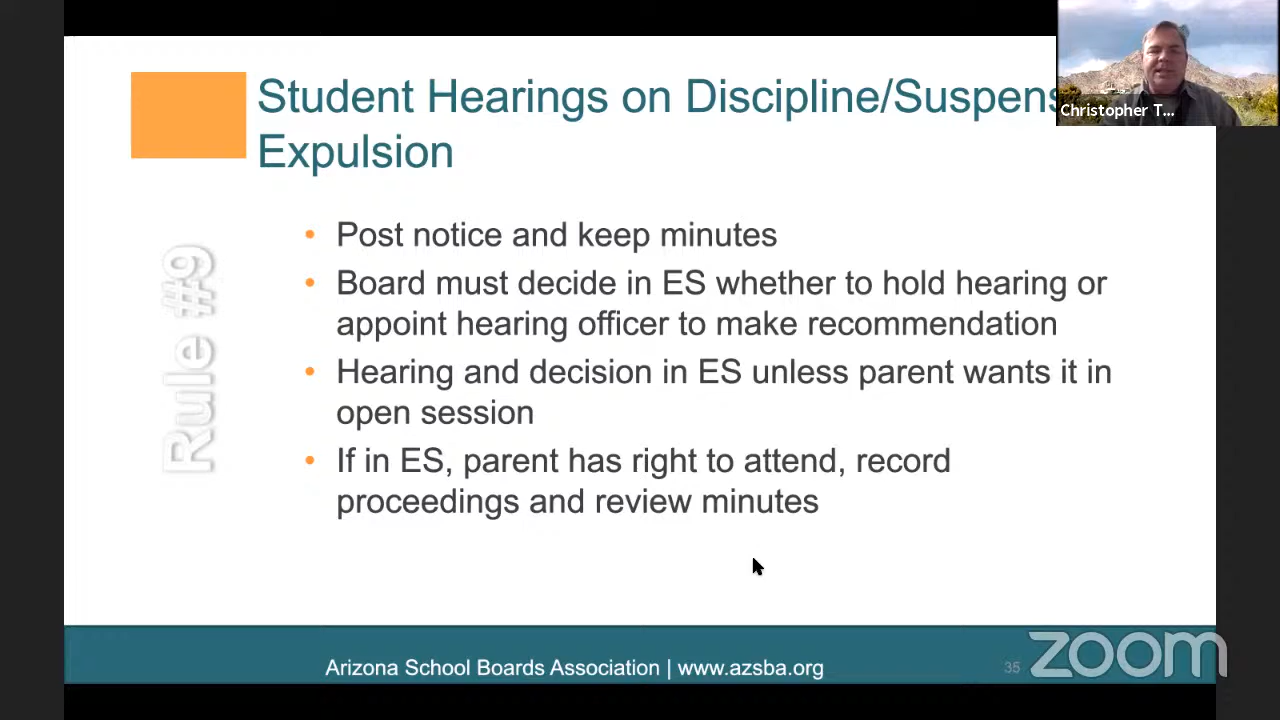 Student Hearings on Discipline/Suspens
Expulsion
Christopher T...
Rule #9
• Post notice and keep minutes
• Board must decide in ES whether to hold hearing or
appoint hearing officer to make recommendation
• Hearing and decision in ES unless parent wants it in
open session
• If in ES, parent has right to attend, record
proceedings and review minutes
Arizona School Boards Association | www.azsba.org
35
zoom